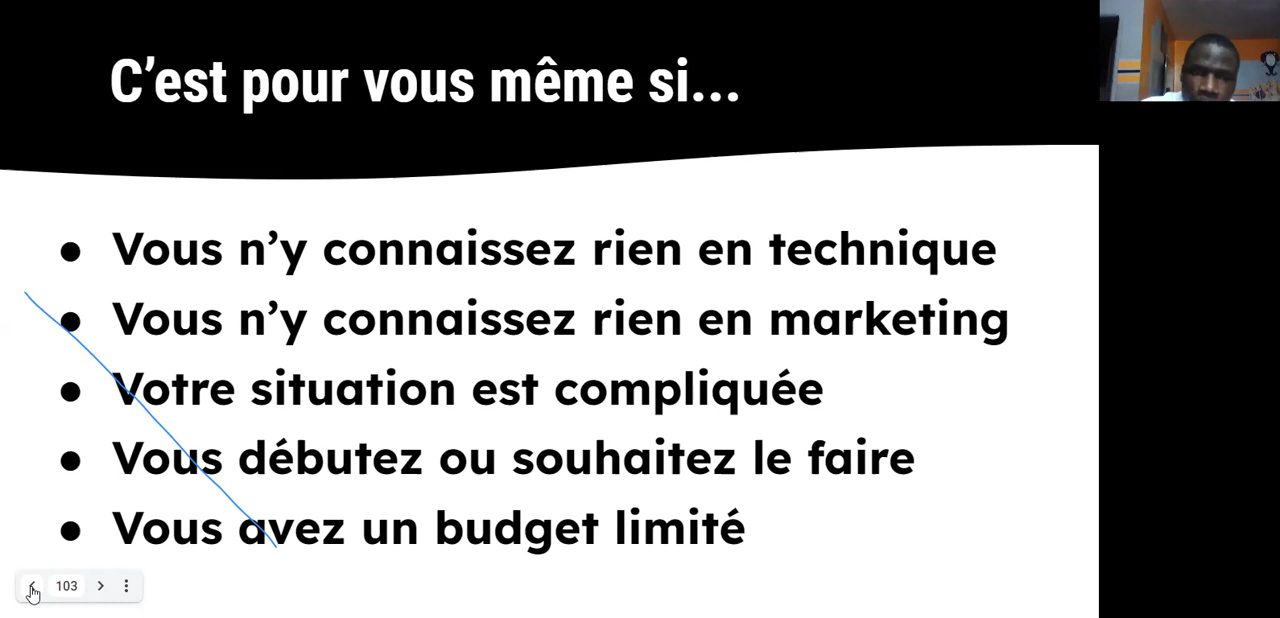 C’est pour vous même si...
● Vous n’y connaissez rien en technique
● Vous n’y connaissez rien en marketing
● Votre situation est compliquée
● Vous débutez ou souhaitez le faire
● Vous avez un budget limité
103